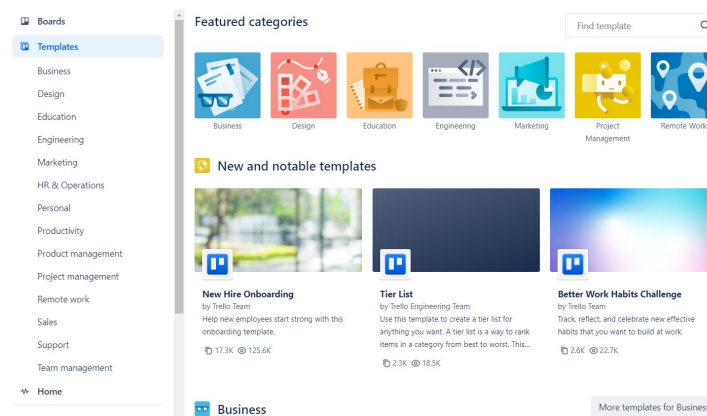 Boards
Templates
Business
Design
Education
Engineering
Marketing
HR & Operations
Personal
Productivity
Product management
Project management
Remote work
Sales
Support
Team management
Home
Featured categories
Find template
Business
Design
Education
Engineering
Marketing
Project
Management
Remote Work
New and notable templates
New Hire Onboarding
by Trello Team
Help new employees start strong with this
onboarding template.
17.3K 125.6K
Tier List
by Trello Engineering Team
Use this template to create a tier list for
anything you want. A tier list is a way to rank
items in a category from best to worst. This...
2.3K 18.5K
Better Work Habits Challenge
by Trello Team
Track, reflect, and celebrate new effective
habits that you want to build at work.
2.6K 22.7K
Business
More templates for Business